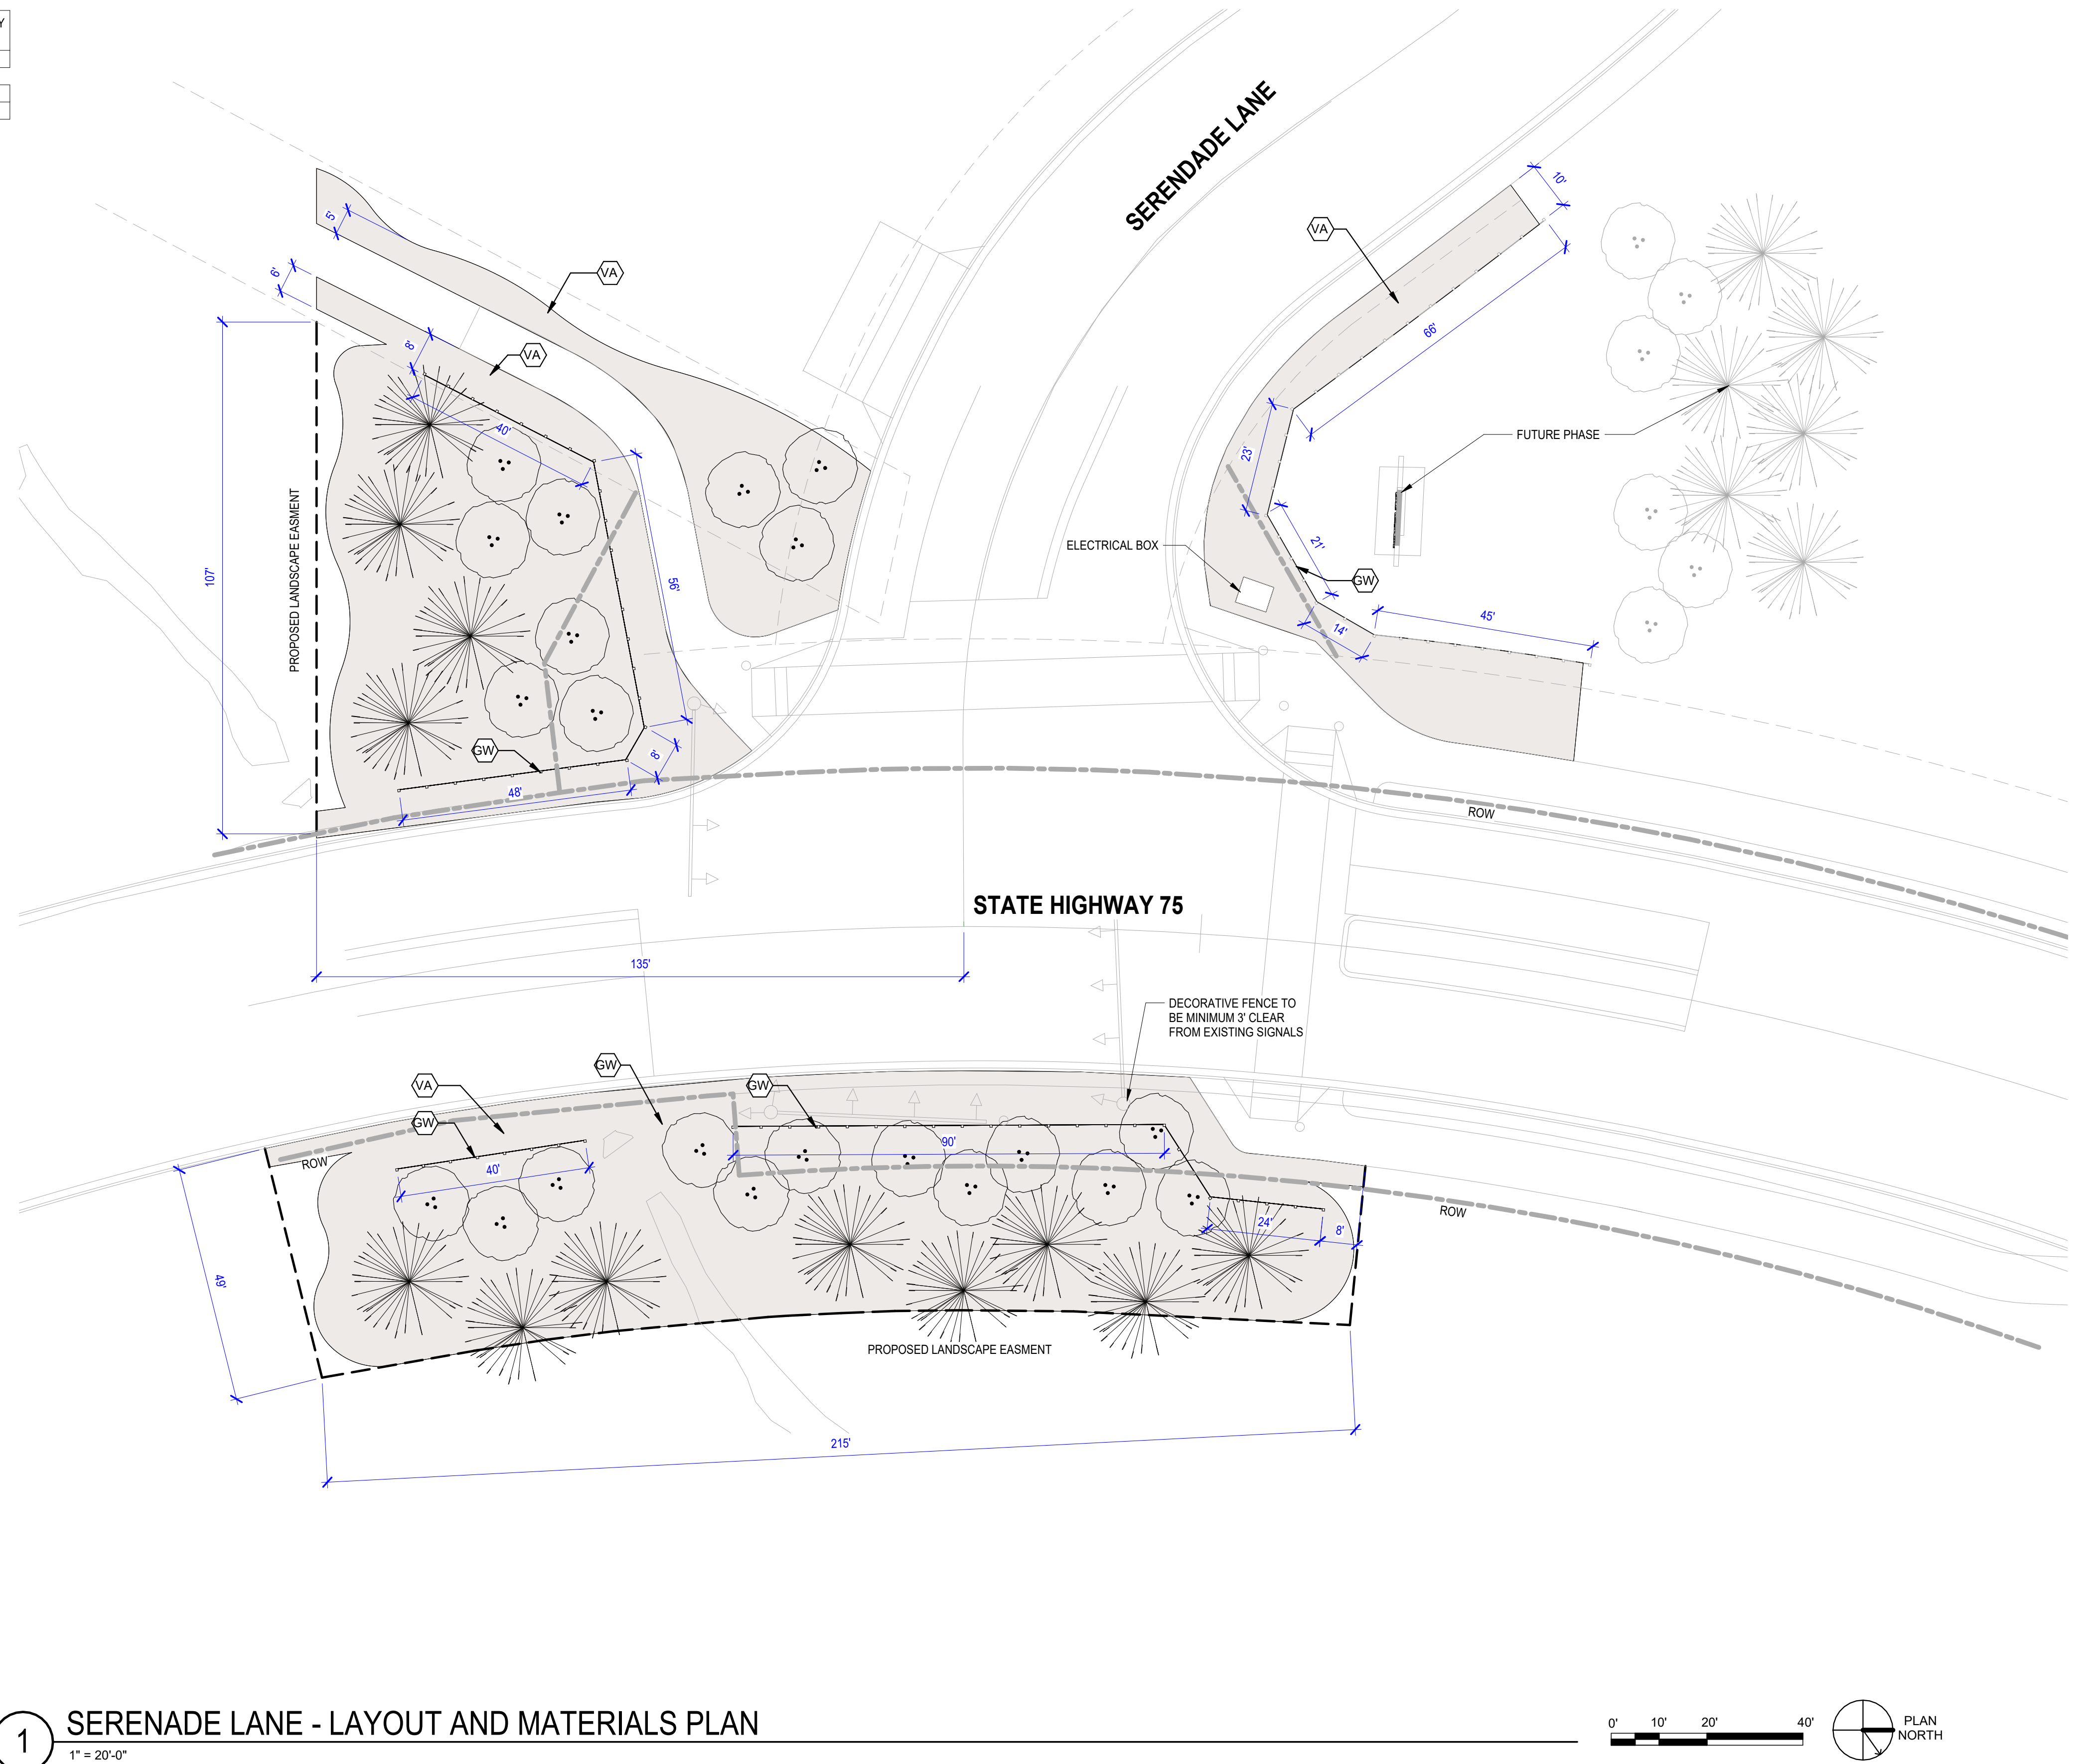 Y
SERENDADE LANE
10'
VA
5'
VA
6'
66'
8'
VA
40'
23'
FUTURE PHASE
PROPOSED LANDSCAPE EASMENT
ELECTRICAL BOX
21'
107'
56'
GW
45'
14'
GW
8'
48'
ROW
STATE HIGHWAY 75
135'
DECORATIVE FENCE TO
BE MINIMUM 3' CLEAR
FROM EXISTING SIGNALS
GW
VA
GW
GW
90'
ROW
40'
ROW
24'
8'
49'
PROPOSED LANDSCAPE EASMENT
215'
1
SERENADE LANE - LAYOUT AND MATERIALS PLAN
1" = 20'-0"
0' 10' 20' 40'
PLAN
NORTH